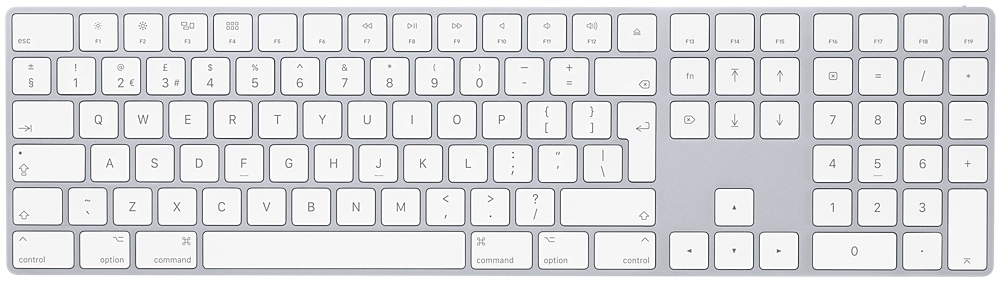 esc F1 F2 F3 F4 F5 F6 F7 F8 F9 F10 F11 F12 F13 F14 F15 F16 F17 F18 F19
± ! @ £ $ % ^ & * ( ) _ +
§ 1 2 € 3 # 4 5 6 7 8 9 0 - = fn = / *
Q W E R T Y U I O P { } 7 8 9 −
[ ]
A S D F G H J K L : " | 4 5 6 +
; ' \
~ Z X C V B N M < > ? 1 2 3
` , . /
control option command command option control 0 .